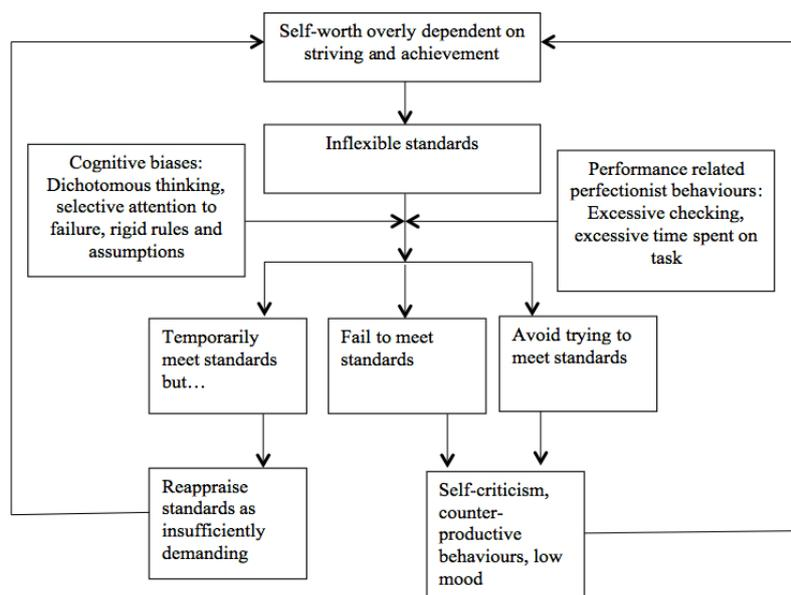 Self-worth overly dependent on
striving and achievement
Inflexible standards
Cognitive biases:
Dichotomous thinking,
selective attention to
failure, rigid rules and
assumptions
Performance related
perfectionist behaviours:
Excessive checking,
excessive time spent on
task
Temporarily
meet standards
but…
Fail to meet
standards
Avoid trying to
meet standards
Reappraise
standards as
insufficiently
demanding
Self-criticism,
counter-
productive
behaviours, low
mood